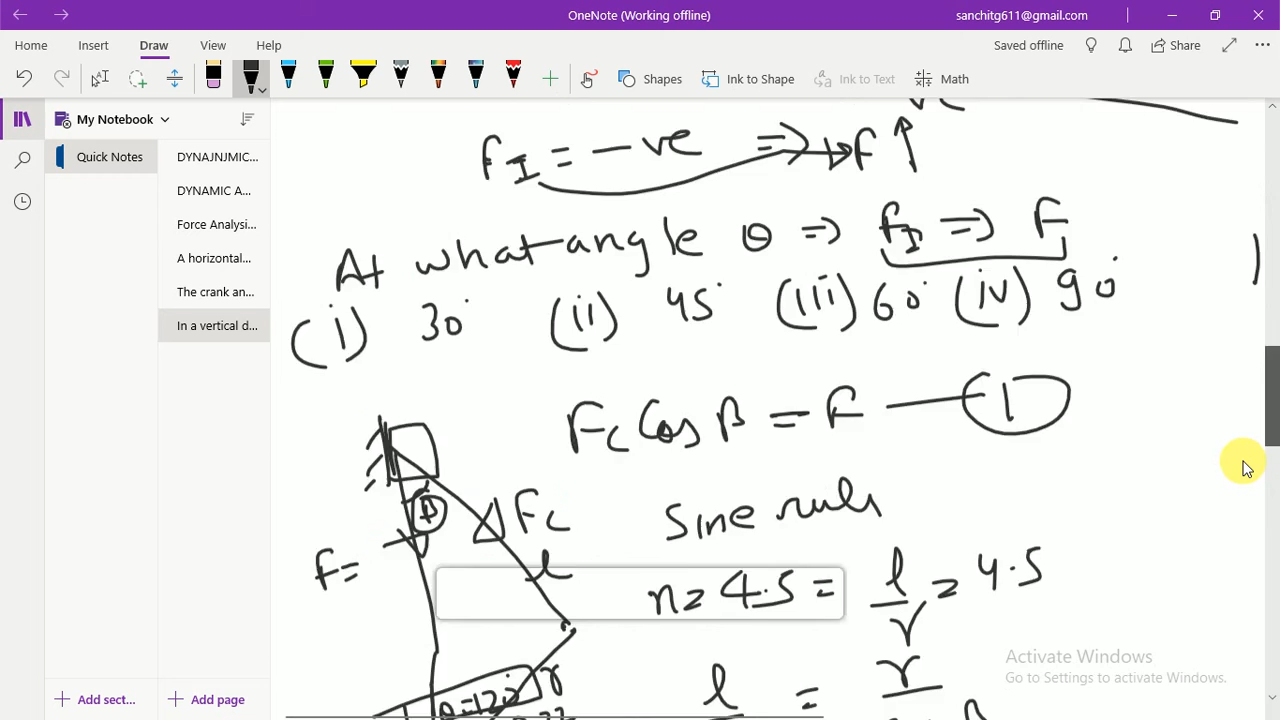 OneNote (Working offline)
sanchitg611@gmail.com
Home Insert Draw View Help
Saved offline
Share
Shapes
Ink to Shape
Ink to Text
Math
My Notebook
Quick Notes
DYNAJNJMIC...
DYNAMIC A...
Force Analysi...
A horizontal...
The crank an...
In a vertical d...
Add sect...
Add page
ve
fI = -ve => F ↑
At what angle θ => fI => F
(i) 30° (ii) 45° (iii) 60° (iv) 90°
Fc Cos β = F — 1
β
Fc
F=
l
Sine rule
n = 4.5 = l/r = 4.5
r
θ=120°
l = r
Activate Windows
Go to Settings to activate Windows.